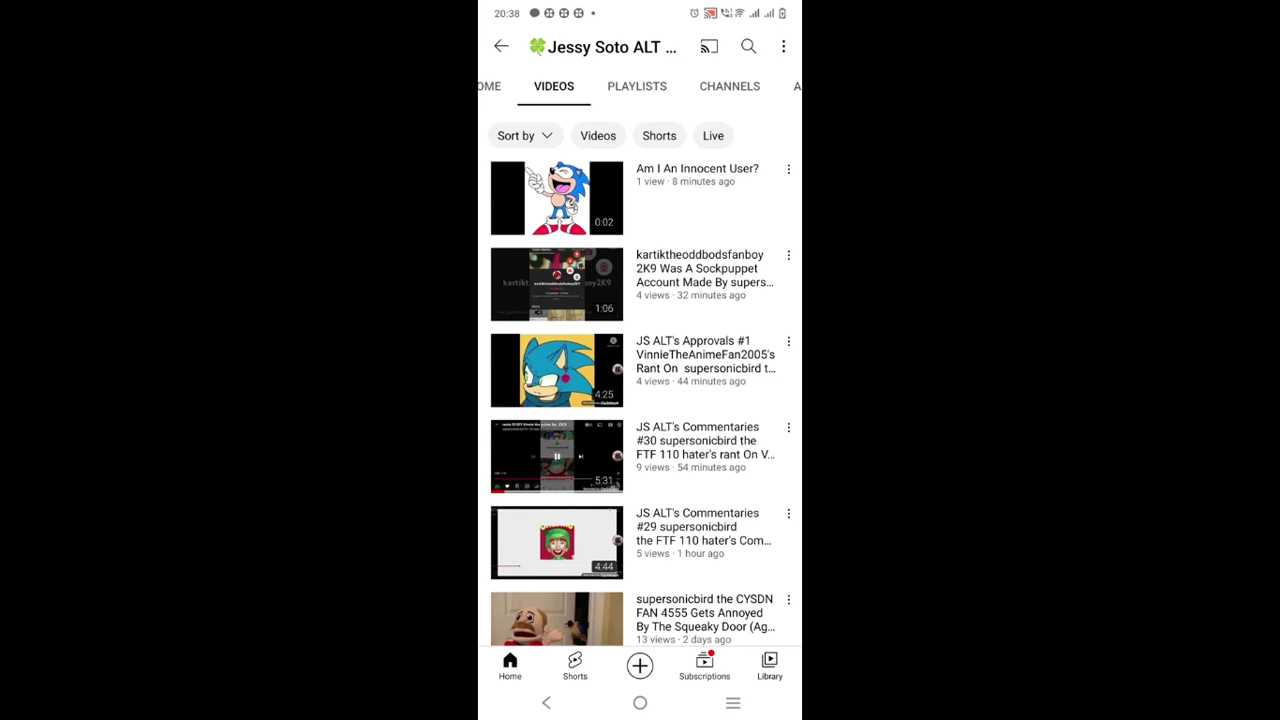 20:38
🍀Jessy Soto ALT ...
OME VIDEOS PLAYLISTS CHANNELS A
Sort by Videos Shorts Live
Am I An Innocent User?
1 view · 8 minutes ago
0:02
kartiktheoddbodsfanboy
2K9 Was A Sockpuppet
Account Made By supers...
4 views · 32 minutes ago
1:06
JS ALT's Approvals #1
VinnieTheAnimeFan2005's
Rant On supersonicbird t...
4 views · 44 minutes ago
4:25
JS ALT's Commentaries
#30 supersonicbird the
FTF 110 hater's rant On V...
9 views · 54 minutes ago
5:31
JS ALT's Commentaries
#29 supersonicbird
the FTF 110 hater's Com...
5 views · 1 hour ago
4:44
supersonicbird the CYSDN
FAN 4555 Gets Annoyed
By The Squeaky Door (Ag...
13 views · 2 days ago
Home Shorts Subscriptions Library